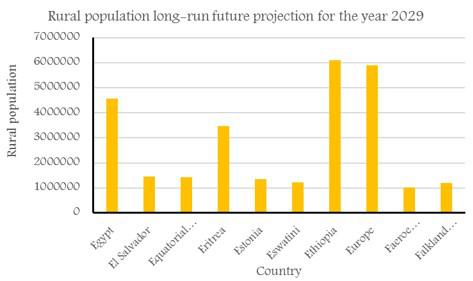 Rural population long-run future projection for the year 2029
Rural population
7000000
6000000
5000000
4000000
3000000
2000000
1000000
0
Egypt
El Salvador
Equatorial...
Eritrea
Estonia
Eswatini
Ethiopia
Europe
Faeroe...
Falkland...
Country